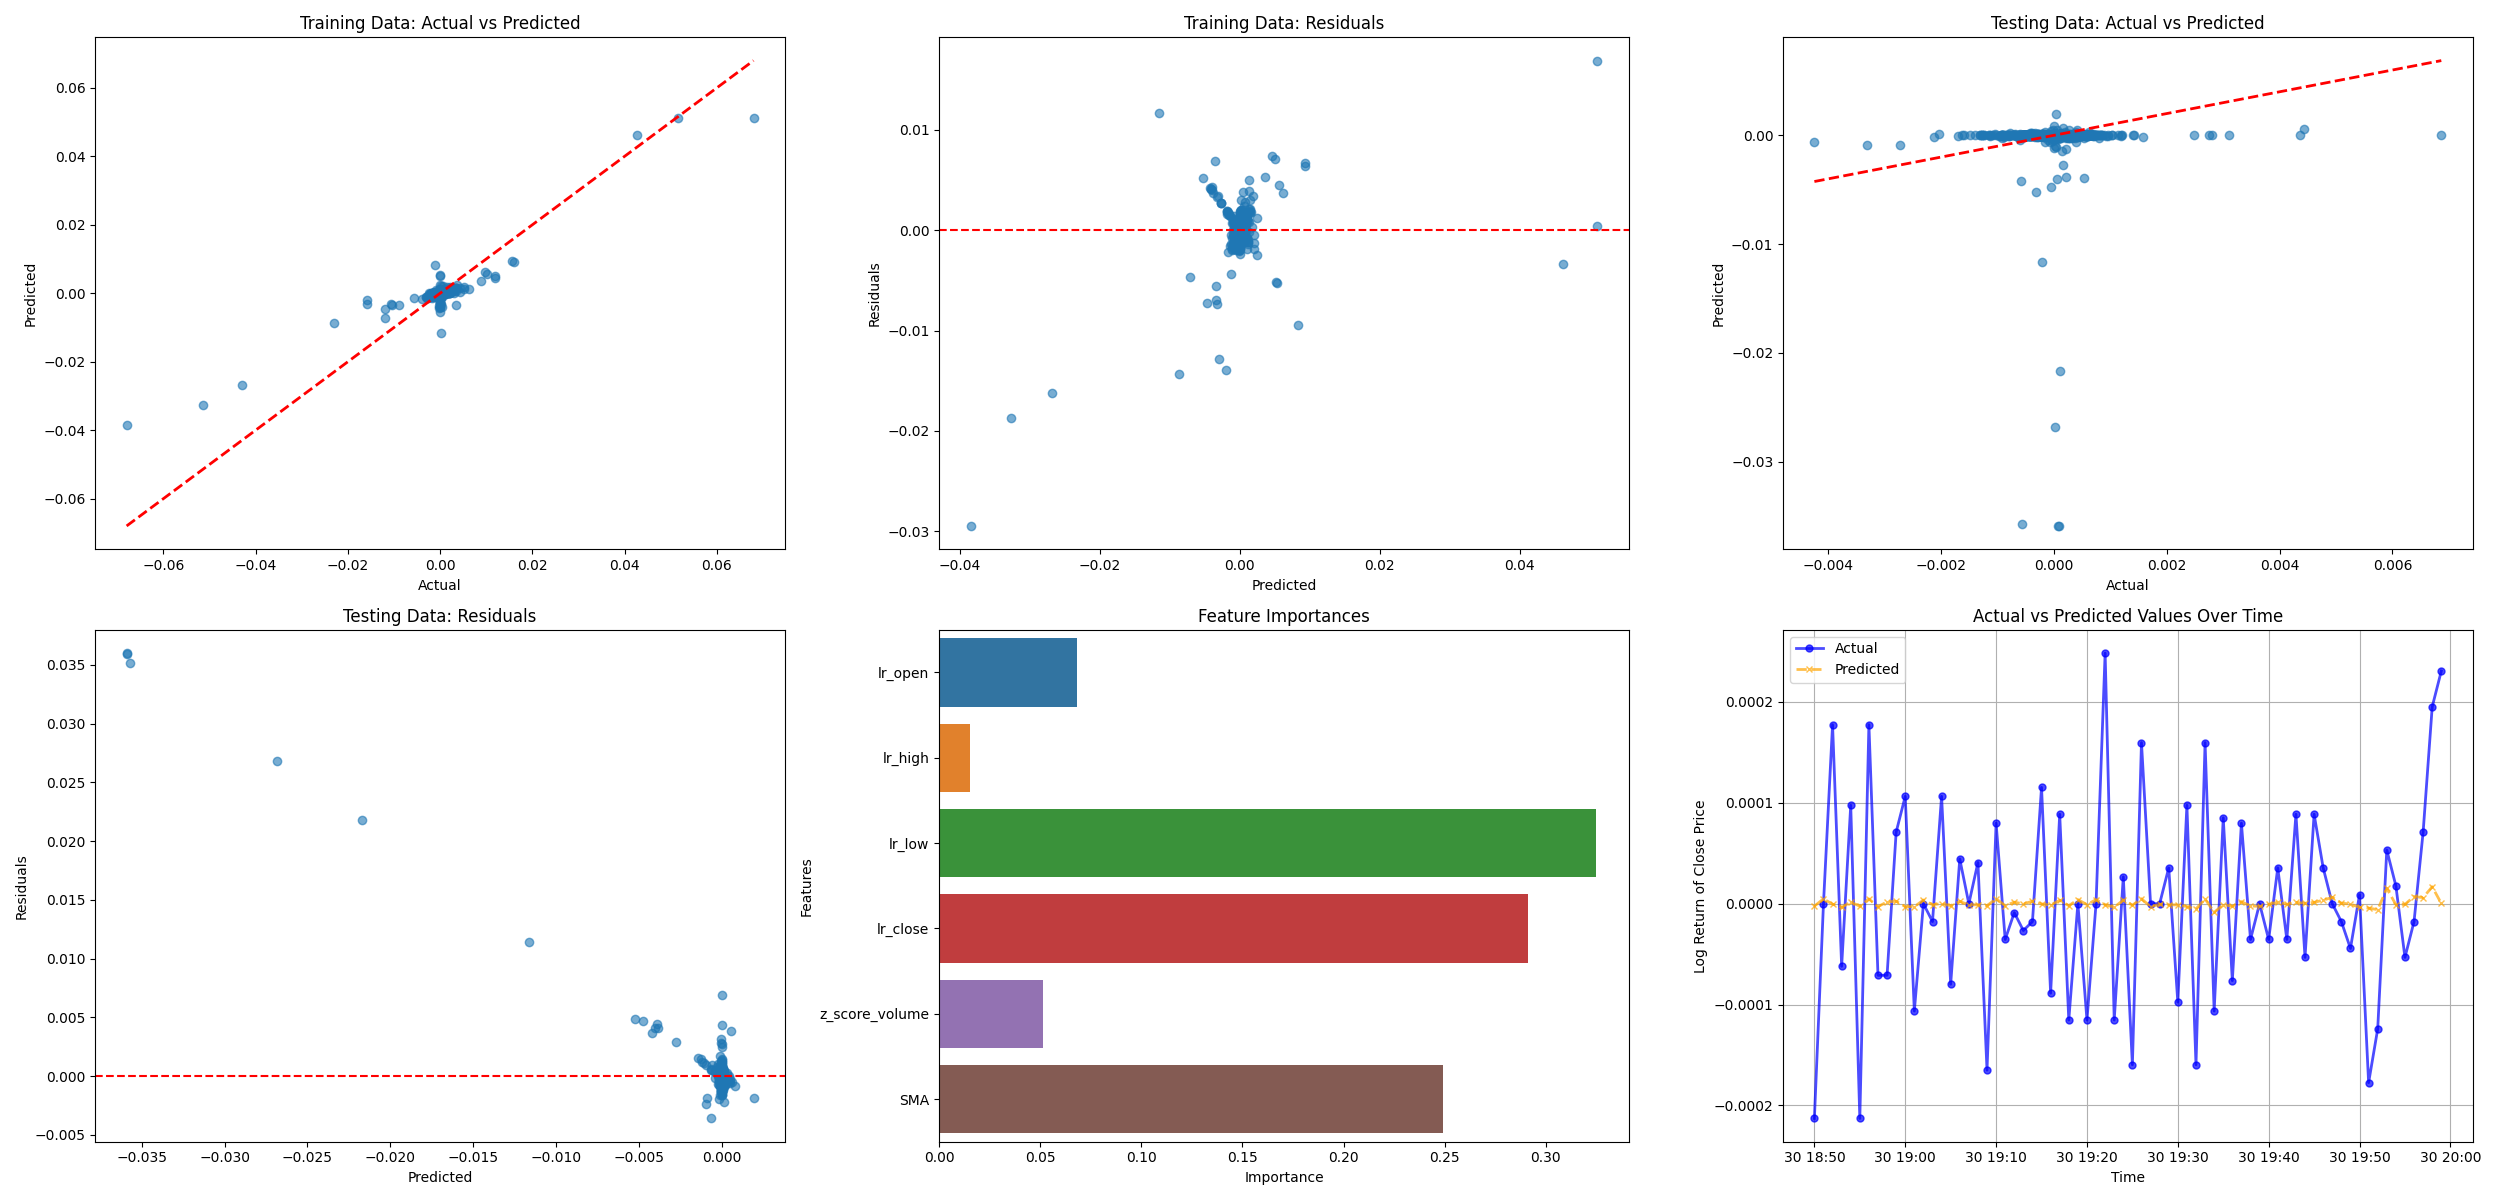 Training Data: Actual vs Predicted
0.06
0.04
0.02
0.00
−0.02
−0.04
−0.06
Predicted
−0.06
−0.04
−0.02
0.00
0.02
0.04
0.06
Actual
Training Data: Residuals
0.01
0.00
−0.01
−0.02
−0.03
Residuals
−0.04
−0.02
0.00
0.02
0.04
Predicted
Testing Data: Actual vs Predicted
0.00
−0.01
−0.02
−0.03
Predicted
−0.004
−0.002
0.000
0.002
0.004
0.006
Actual
Testing Data: Residuals
0.035
0.030
0.025
0.020
0.015
0.010
0.005
0.000
−0.005
Residuals
−0.035
−0.030
−0.025
−0.020
−0.015
−0.010
−0.005
0.000
Predicted
Feature Importances
lr_open
lr_high
lr_low
lr_close
z_score_volume
SMA
Features
0.00
0.05
0.10
0.15
0.20
0.25
0.30
Importance
Actual vs Predicted Values Over Time
Actual
Predicted
0.0002
0.0001
0.0000
−0.0001
−0.0002
Log Return of Close Price
30 18:50
30 19:00
30 19:10
30 19:20
30 19:30
30 19:40
30 19:50
30 20:00
Time